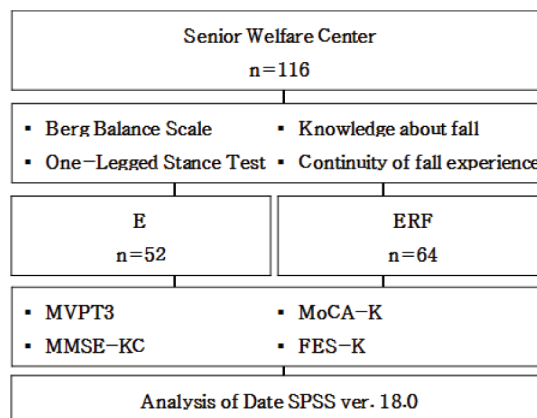 Senior Welfare Center
n=116
▪ Berg Balance Scale ▪ Knowledge about fall
▪ One-Legged Stance Test ▪ Continuity of fall experience
E
n=52
ERF
n=64
▪ MVPT3 ▪ MoCA-K
▪ MMSE-KC ▪ FES-K
Analysis of Date SPSS ver. 18.0